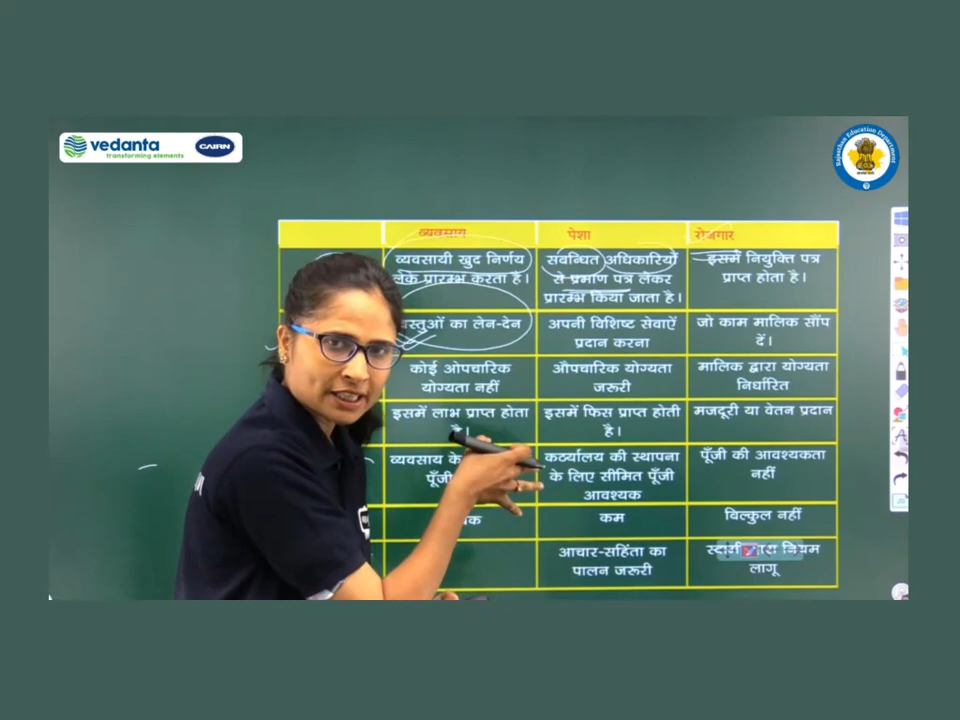 vedanta
transforming elements
CAIRN
Rajasthan Education Department
व्यवसाय
पेशा
रोजगार
व्यवसायी खुद निर्णय
लेके प्रारम्भ करता है।
संबन्धित अधिकारियों
से प्रमाण पत्र लेकर
प्रारम्भ किया जाता है।
इसमें नियुक्ति पत्र
प्राप्त होता है।
का लेन-देन
अपनी विशिष्ट सेवाऐं
प्रदान करना
जो काम मालिक सौंप
दें।
कोई ओपचारिक
योग्यता नहीं
औपचारिक योग्यता
जरूरी
मालिक द्वारा योग्यता
निर्धारित
इसमें लाभ प्राप्त होता
है।
इसमें फिस प्राप्त होती
है।
मजदूरी या वेतन प्रदान
व्यवसाय के
कार्यालय की स्थापना
के लिए सीमित पूँजी
आवश्यक
पूँजी की आवश्यकता
नहीं
कम
बिल्कुल नहीं
आचार-सहिंता का
पालन जरूरी
नियम
लागू